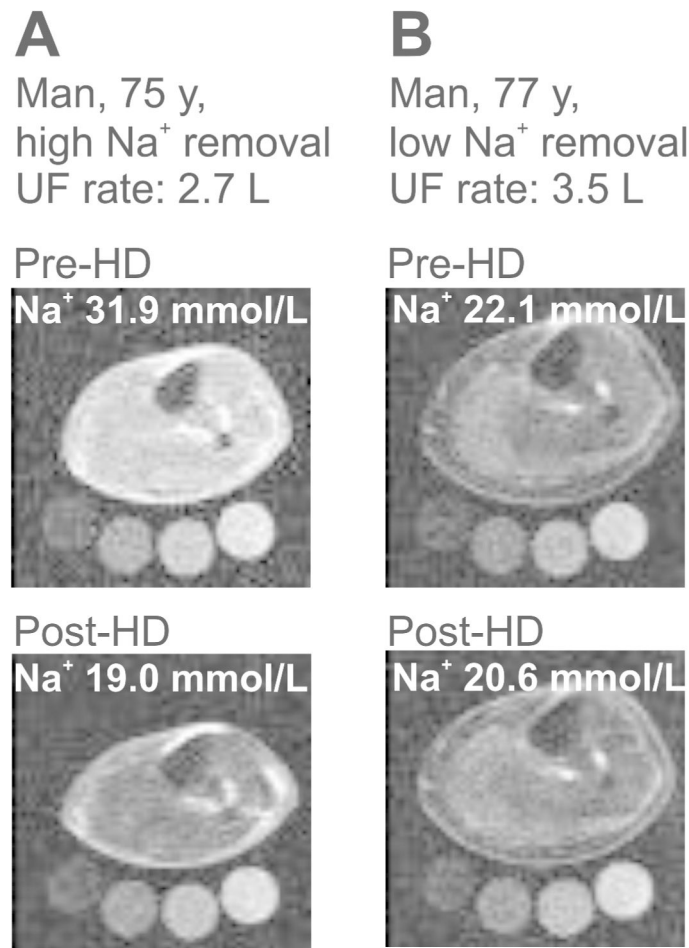 A
Man, 75 y,
high Na⁺ removal
UF rate: 2.7 L
Pre-HD
Na⁺ 31.9 mmol/L
Post-HD
Na⁺ 19.0 mmol/L
B
Man, 77 y,
low Na⁺ removal
UF rate: 3.5 L
Pre-HD
Na⁺ 22.1 mmol/L
Post-HD
Na⁺ 20.6 mmol/L